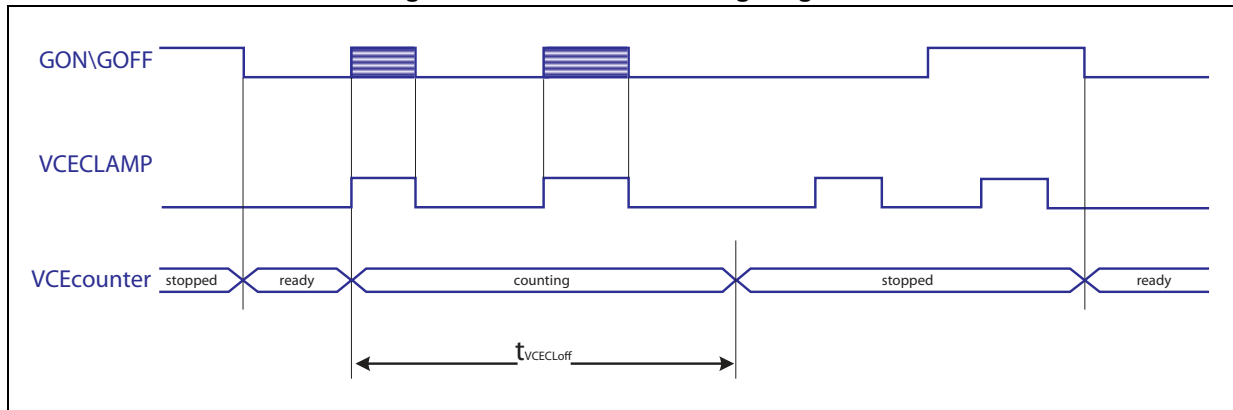 GON\GOFF
VCECLAMP
VCEcounter stopped ready counting stopped ready
tVCECLoff